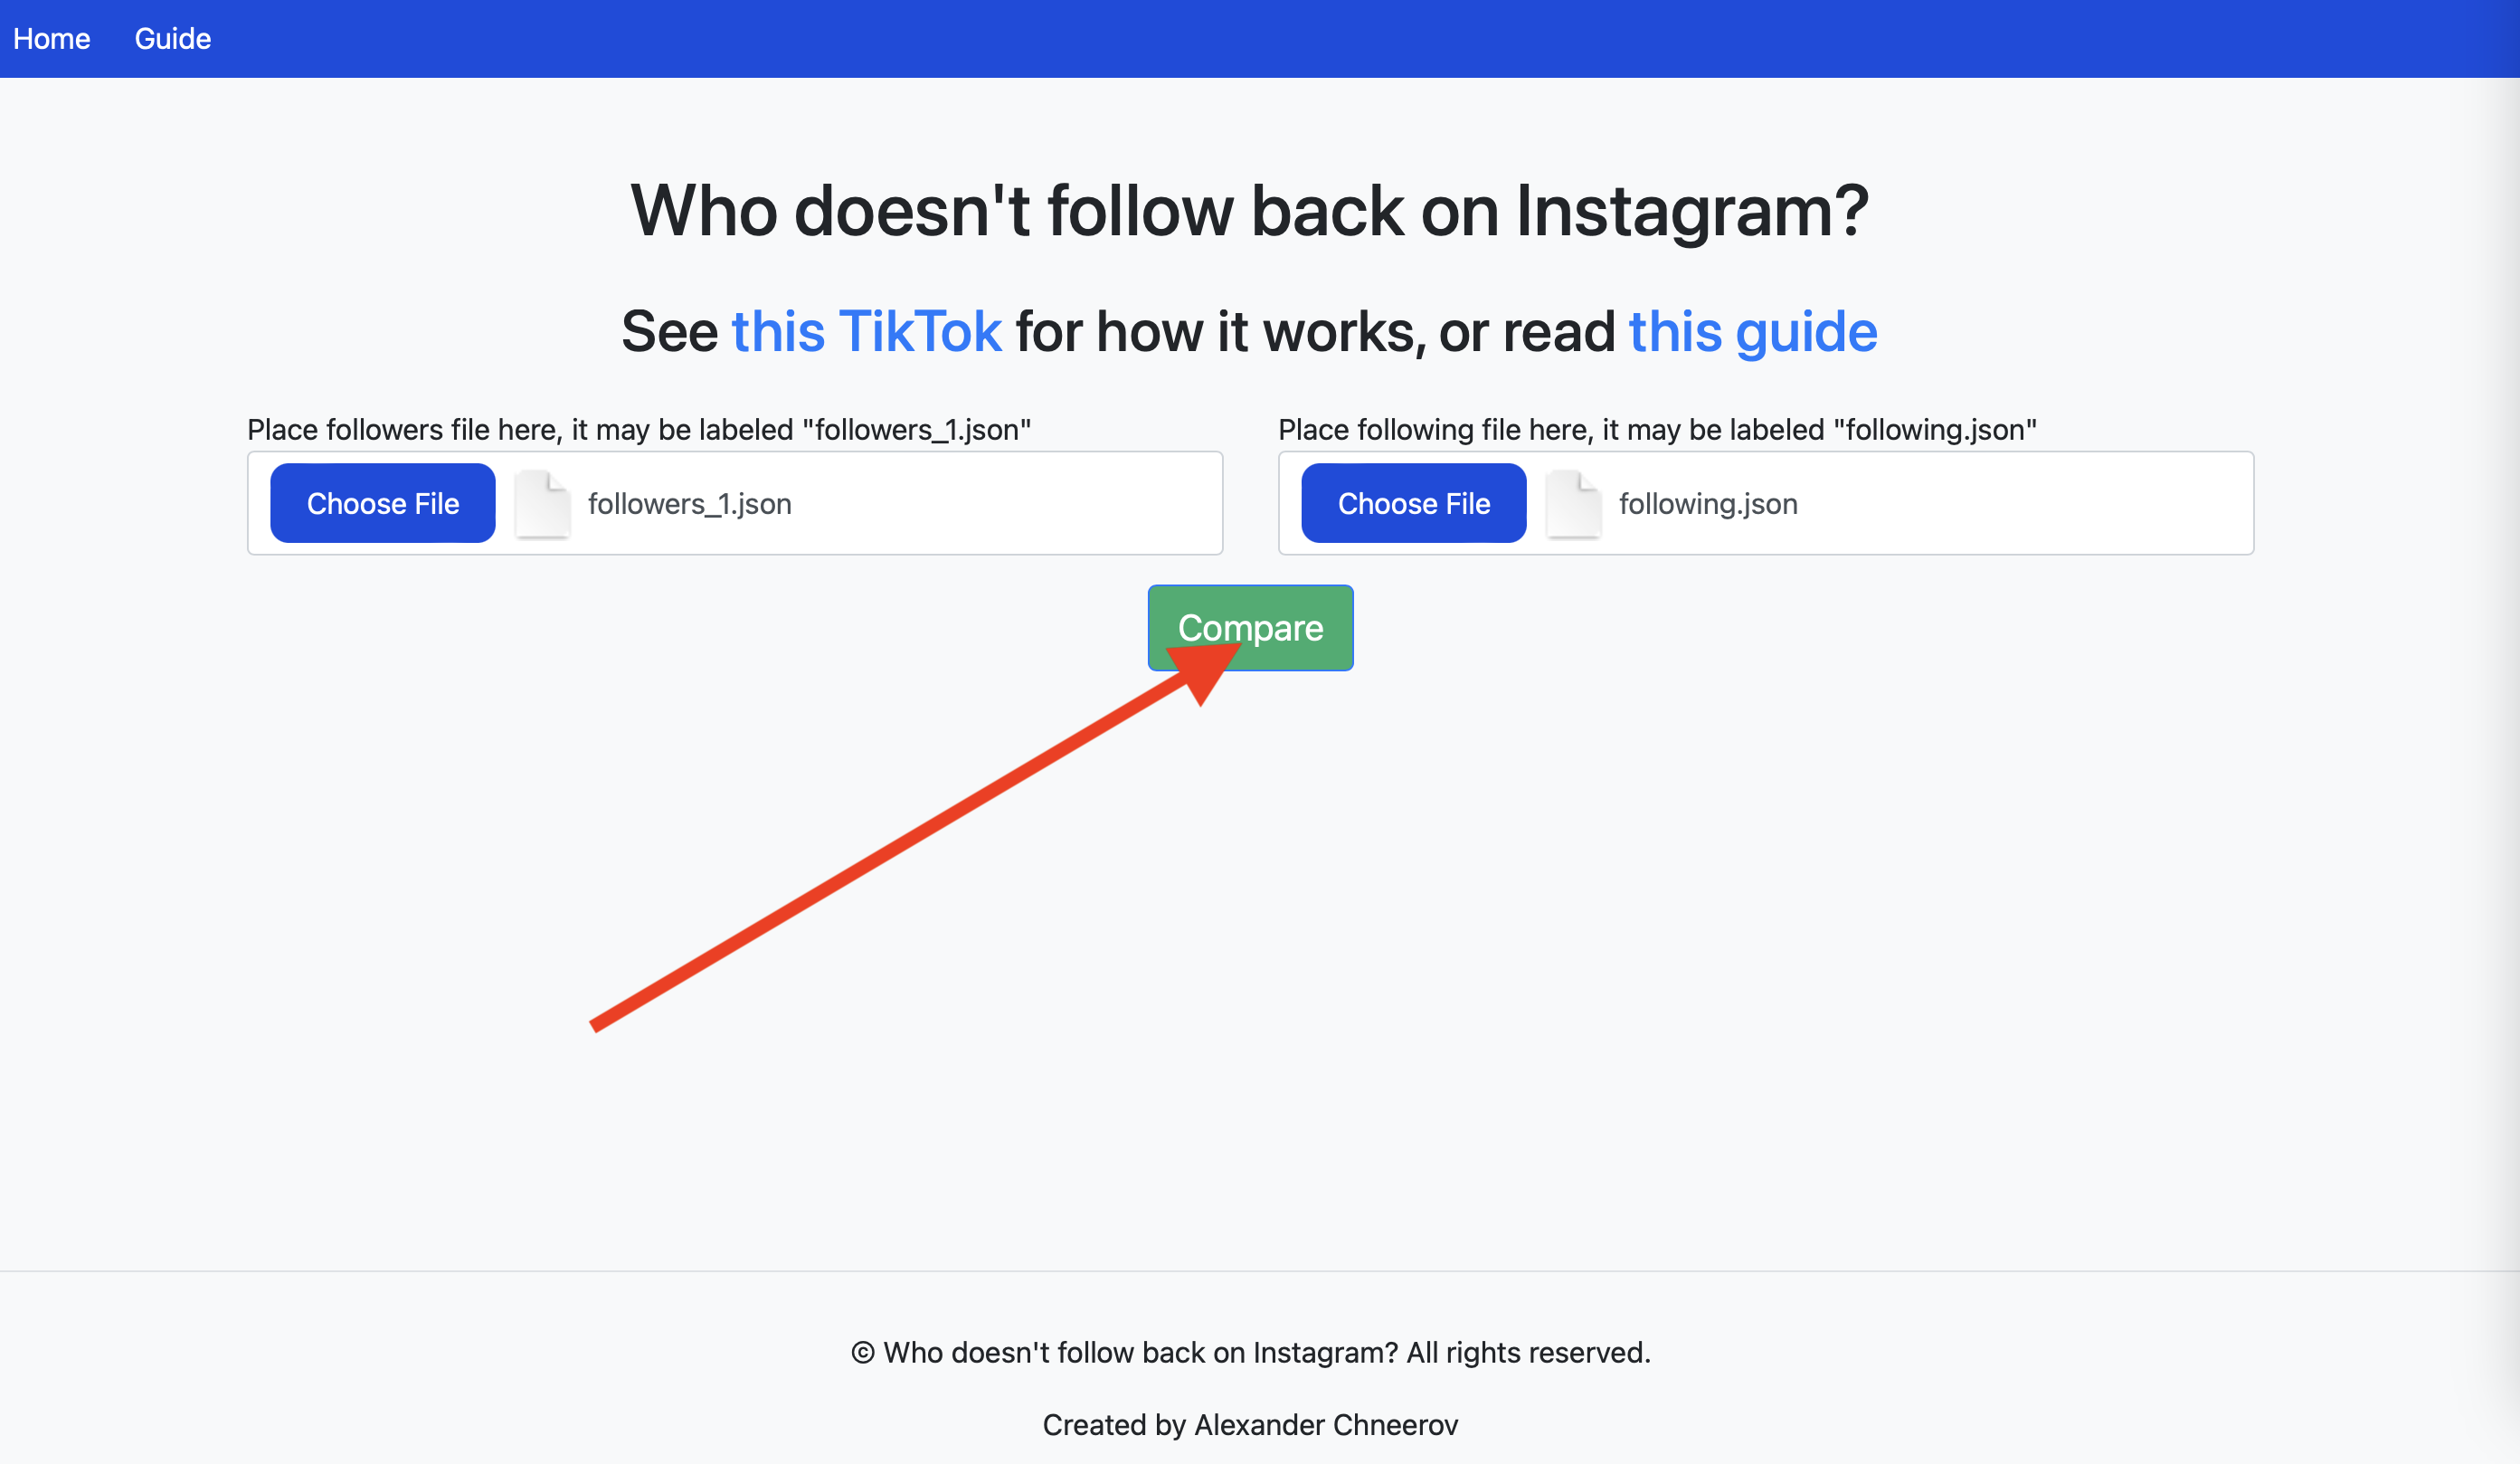 Home Guide
Who doesn't follow back on Instagram?
See this TikTok for how it works, or read this guide
Place followers file here, it may be labeled "followers_1.json"
Choose File followers_1.json
Place following file here, it may be labeled "following.json"
Choose File following.json
Compare
© Who doesn't follow back on Instagram? All rights reserved.
Created by Alexander Chneerov